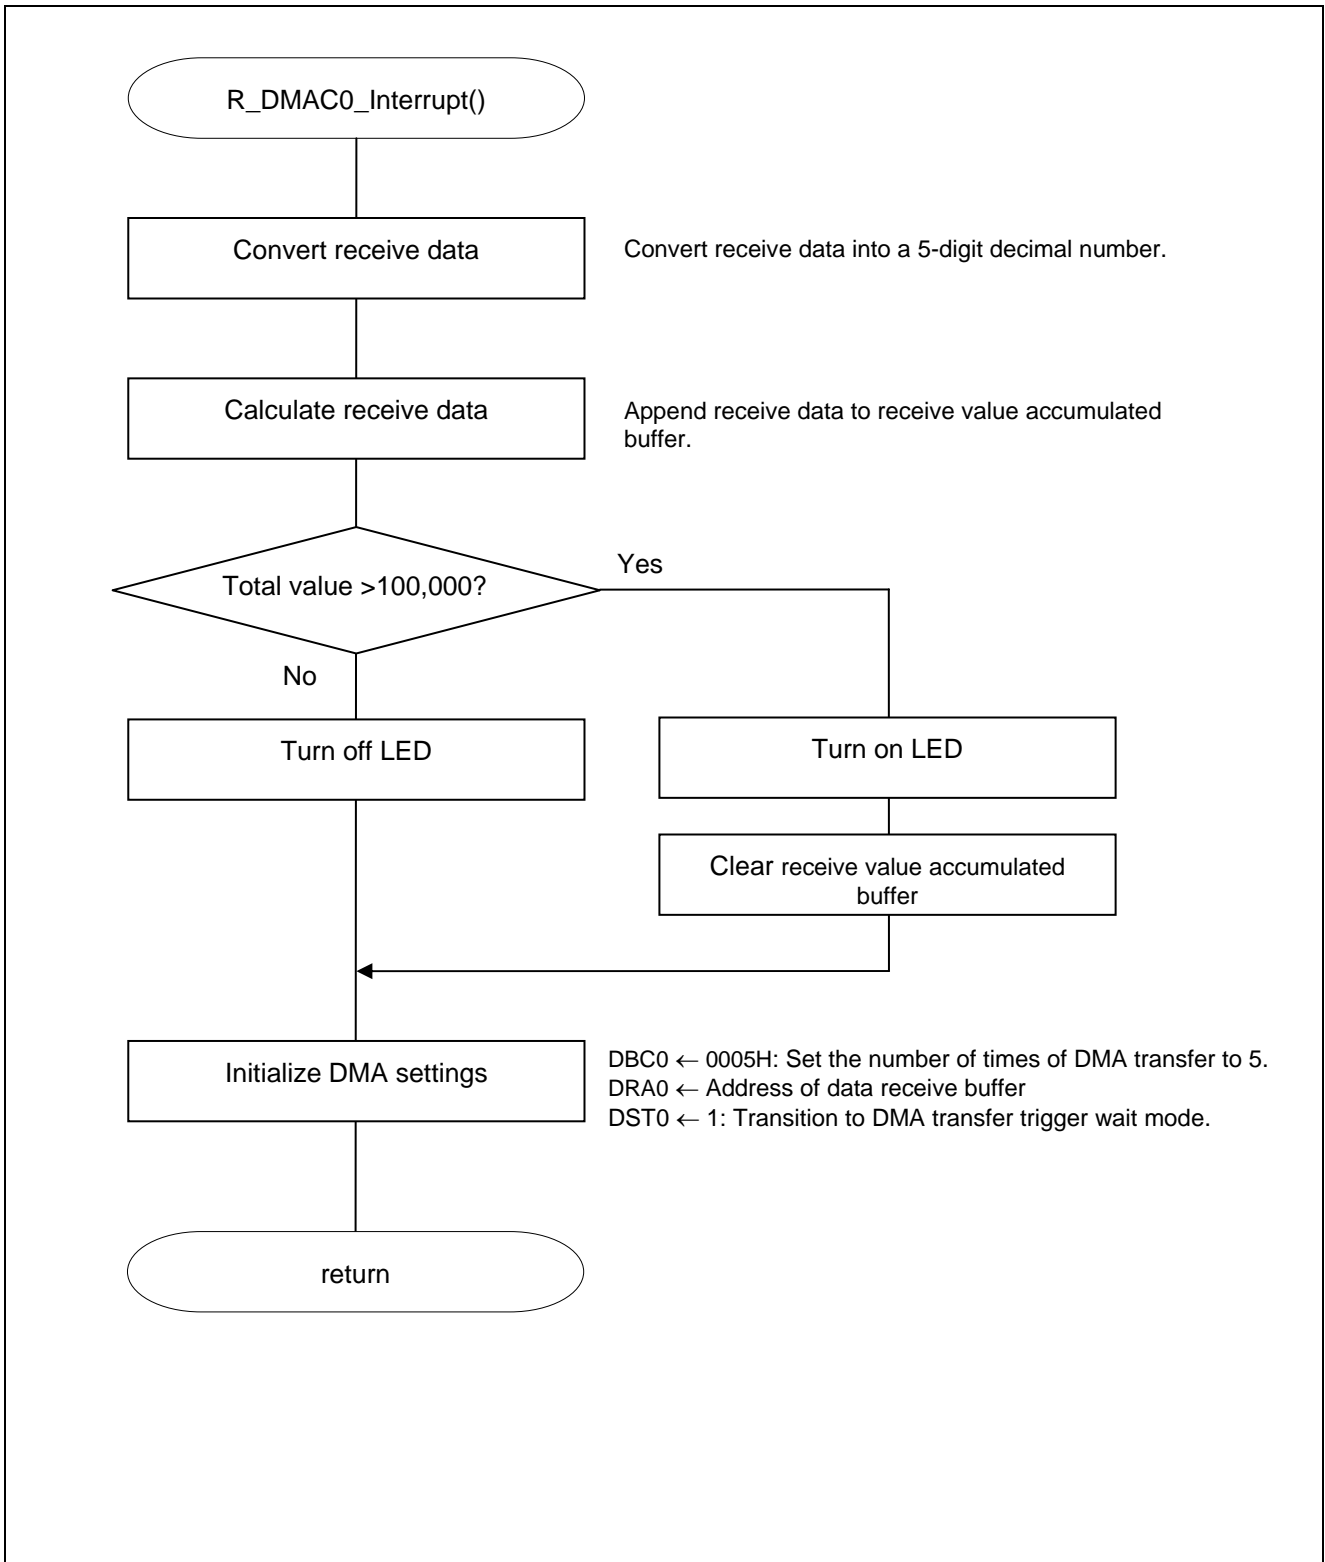 R_DMAC0_Interrupt()
Convert receive data
Convert receive data into a 5-digit decimal number.
Calculate receive data
Append receive data to receive value accumulated
buffer.
Total value >100,000?
Yes
No
Turn off LED
Turn on LED
Clear receive value accumulated
buffer
Initialize DMA settings
DBC0 ← 0005H: Set the number of times of DMA transfer to 5.
DRA0 ← Address of data receive buffer
DST0 ← 1: Transition to DMA transfer trigger wait mode.
return